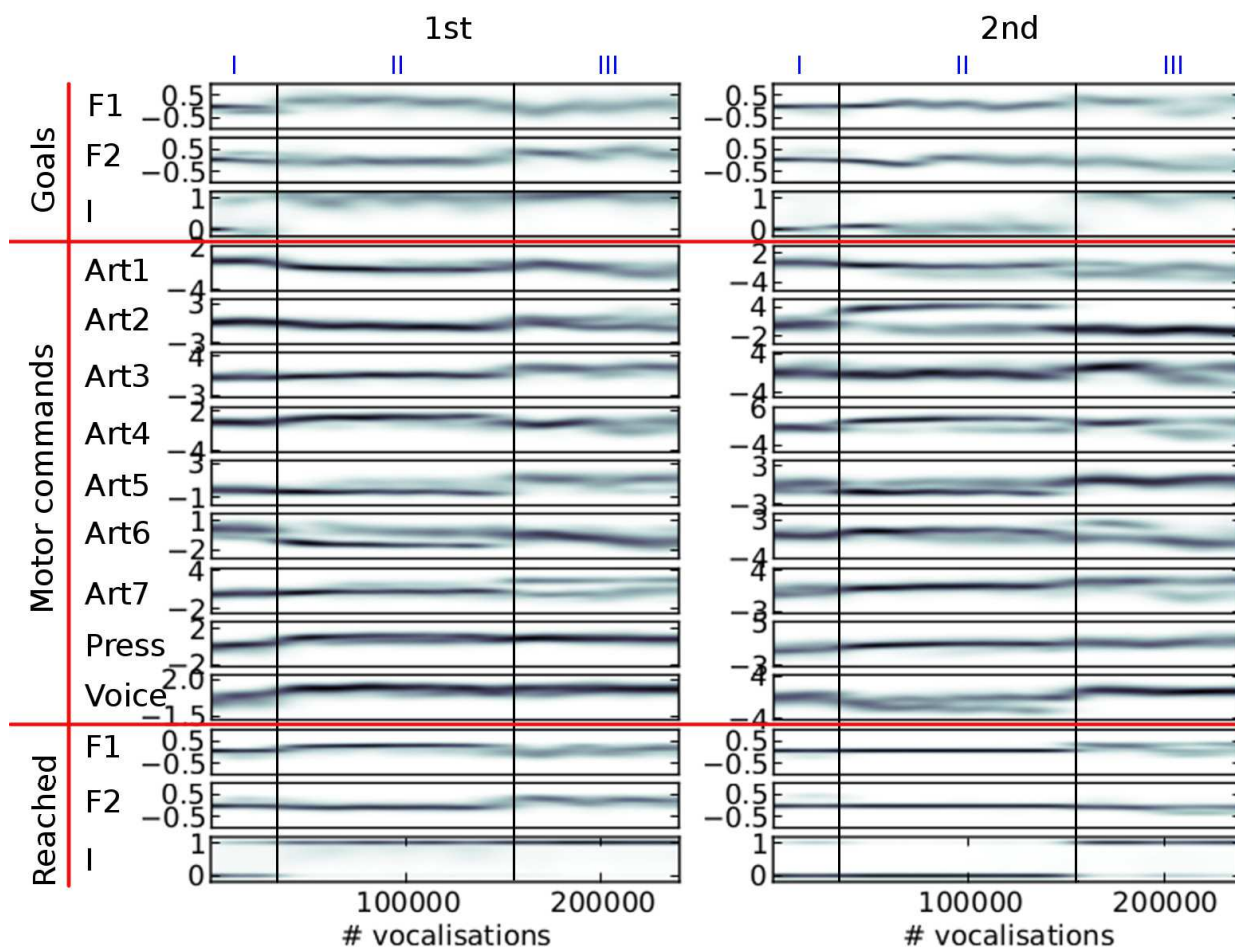 1st 2nd
I II III I II III
Goals
F1 0.5 −0.5 0.5 −0.5
F2 0.5 −0.5 0.5 −0.5
I 1 0 1 0
Motor commands
Art1 2 −4 2 −4
Art2 3 −3 4 −2
Art3 4 −3 4 −4
Art4 2 −4 6 −4
Art5 3 −1 3 −3
Art6 1 −2 3 −4
Art7 4 −2 4 −3
Press 2 −2 3 −3
Voice 2.0 −1.5 4 −4
Reached
F1 0.5 −0.5 0.5 −0.5
F2 0.5 −0.5 0.5 −0.5
I 1 0 1 0
100000 200000 100000 200000
# vocalisations # vocalisations